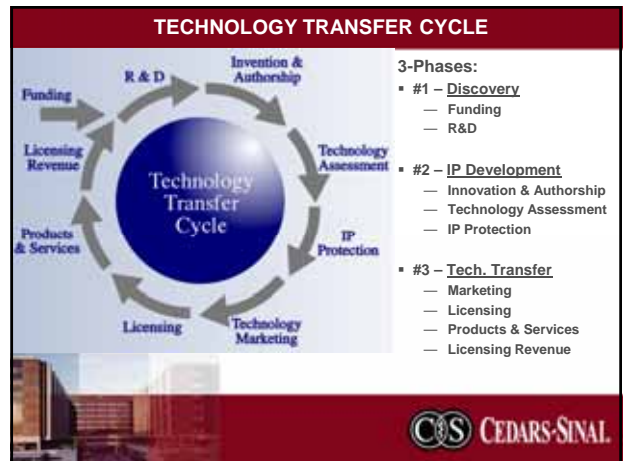 TECHNOLOGY TRANSFER CYCLE
Funding
R & D
Invention &
Authorship
Technology
Assessment
IP
Protection
Technology
Marketing
Licensing
Products
& Services
Licensing
Revenue
Technology
Transfer
Cycle
3-Phases:
▪ #1 – Discovery
— Funding
— R&D
▪ #2 – IP Development
— Innovation & Authorship
— Technology Assessment
— IP Protection
▪ #3 – Tech. Transfer
— Marketing
— Licensing
— Products & Services
— Licensing Revenue
CS CEDARS-SINAI.